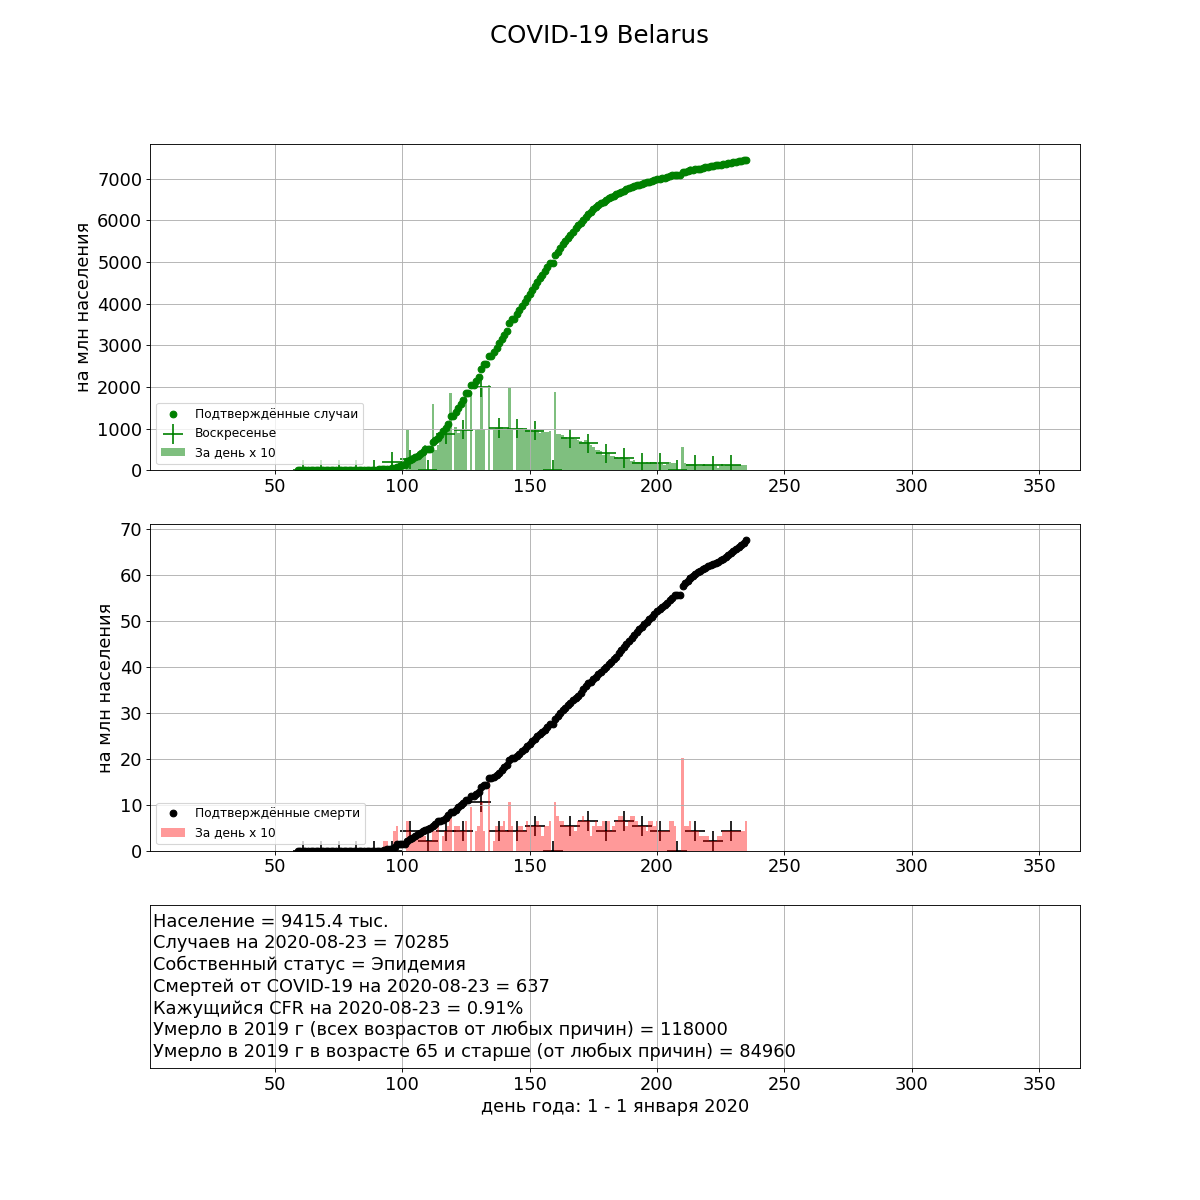 COVID-19 Belarus
на млн населения
7000
6000
5000
4000
3000
2000
1000
0
Подтверждённые случаи
Воскресенье
За день x 10
50 100 150 200 250 300 350
на млн населения
70
60
50
40
30
20
10
0
Подтверждённые смерти
За день x 10
50 100 150 200 250 300 350
Население = 9415.4 тыс.
Случаев на 2020-08-23 = 70285
Собственный статус = Эпидемия
Смертей от COVID-19 на 2020-08-23 = 637
Кажущийся CFR на 2020-08-23 = 0.91%
Умерло в 2019 г (всех возрастов от любых причин) = 118000
Умерло в 2019 г в возрасте 65 и старше (от любых причин) = 84960
50 100 150 200 250 300 350
день года: 1 - 1 января 2020